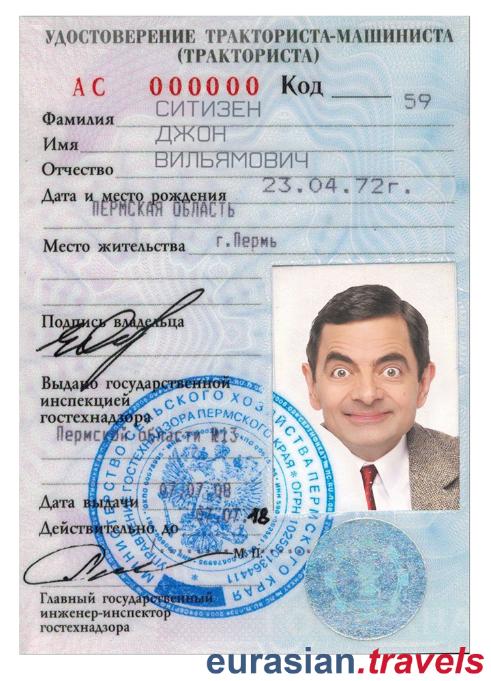 УДОСТОВЕРЕНИЕ ТРАКТОРИСТА-МАШИНИСТА
(ТРАКТОРИСТА)
АС 000000 Код 59
Фамилия СИТИЗЕН
Имя ДЖОН
Отчество ВИЛЬЯМОВИЧ
Дата и место рождения 23.04.72г.
ПЕРМСКАЯ ОБЛАСТЬ
Место жительства г.Пермь
Подпись владельца
Выдано государственной
инспекцией
гостехнадзора
Пермской области №13
Дата выдачи 07.07.08
Действительно до 07.07.18
М.П.
Главный государственный
инженер-инспектор
гостехнадзора
МИНИСТЕРСТВО СЕЛЬСКОГО ХОЗЯЙСТВА ПЕРМСКОГО КРАЯ
ГОСТЕХНАДЗОРА ПЕРМСКОГО КРАЯ
eurasian.travels